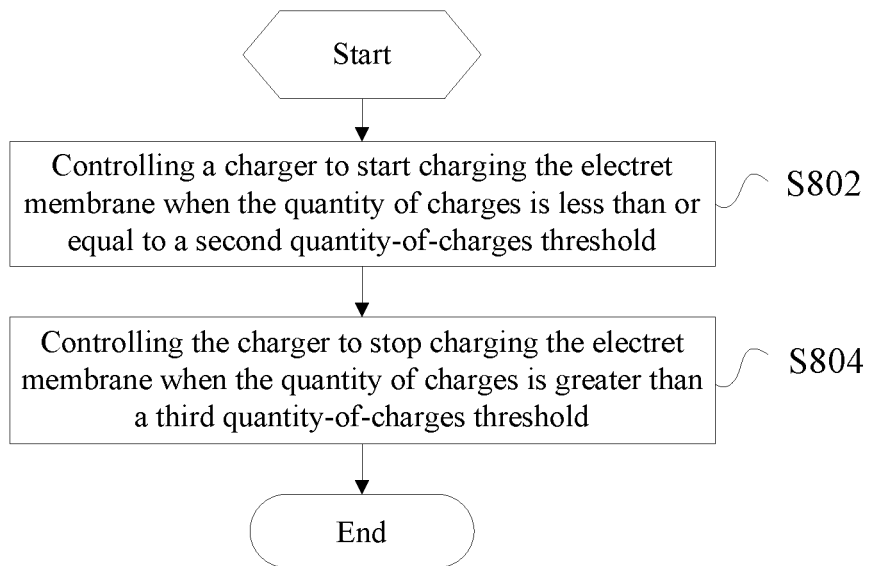 Start
Controlling a charger to start charging the electret
membrane when the quantity of charges is less than or
equal to a second quantity-of-charges threshold
S802
Controlling the charger to stop charging the electret
membrane when the quantity of charges is greater than
a third quantity-of-charges threshold
S804
End